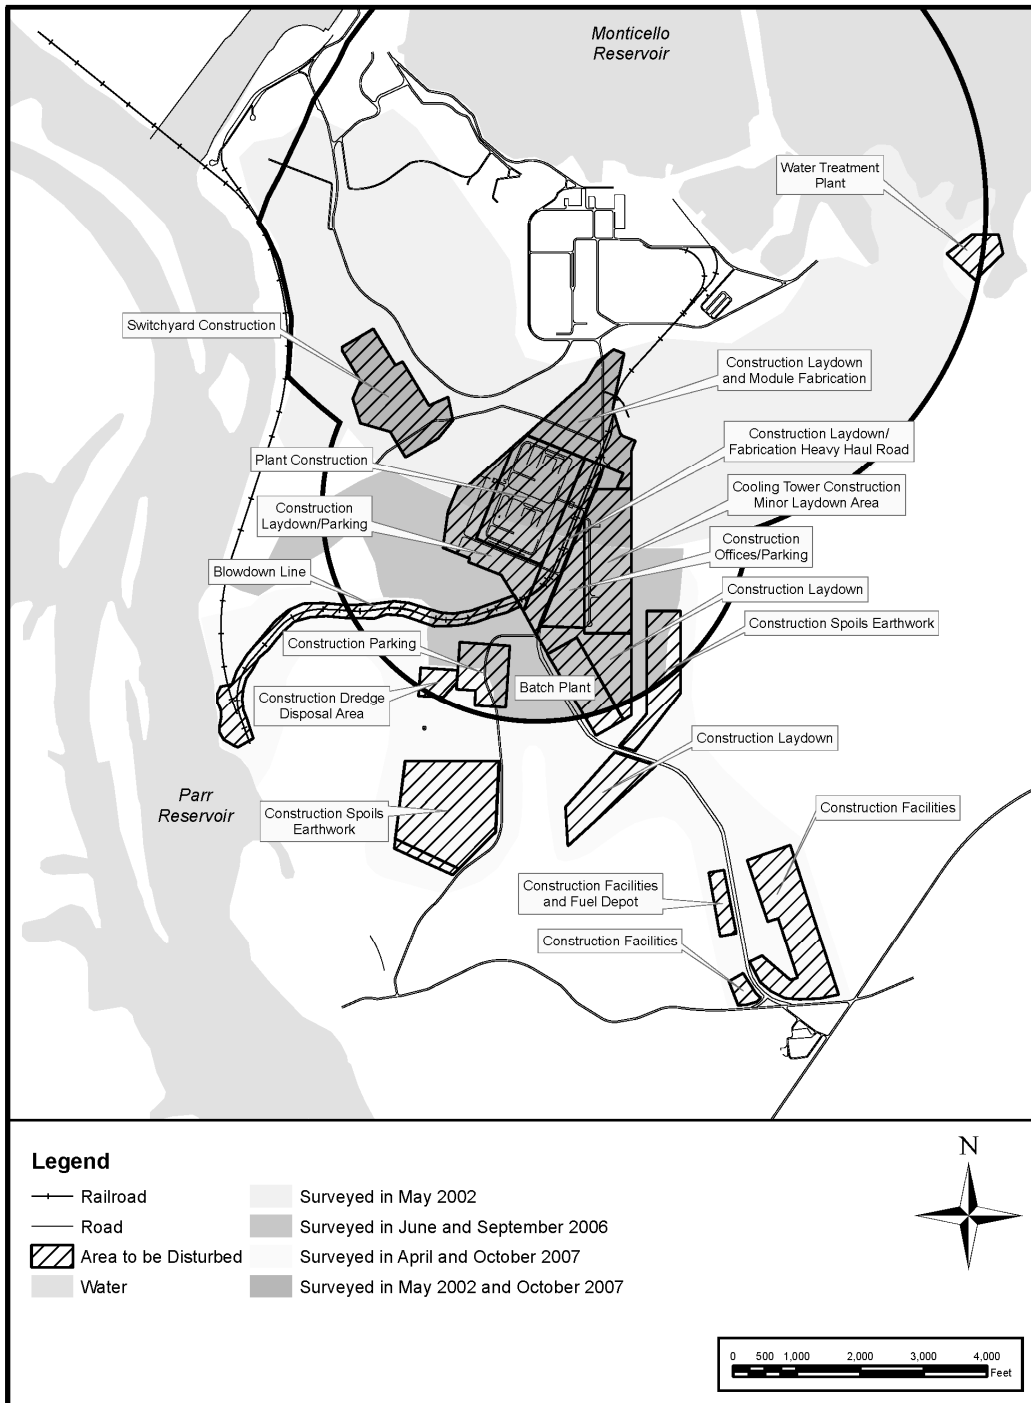 Monticello
Reservoir
Water Treatment
Plant
Switchyard Construction
Construction Laydown
and Module Fabrication
Construction Laydown/
Fabrication Heavy Haul Road
Plant Construction
Cooling Tower Construction
Minor Laydown Area
Construction
Laydown/Parking
Construction
Offices/Parking
Blowdown Line
Construction Laydown
Construction Spoils Earthwork
Construction Parking
Batch Plant
Construction Dredge
Disposal Area
Construction Laydown
Parr
Reservoir
Construction Spoils
Earthwork
Construction Facilities
Construction Facilities
and Fuel Depot
Construction Facilities
Legend
Railroad
Road
Area to be Disturbed
Water
Surveyed in May 2002
Surveyed in June and September 2006
Surveyed in April and October 2007
Surveyed in May 2002 and October 2007
N
0 500 1,000 2,000 3,000 4,000
Feet